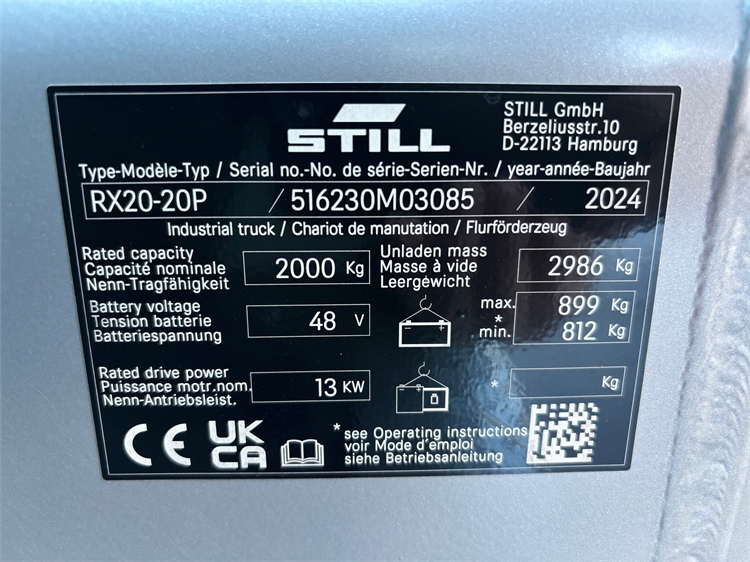 STILL
STILL GmbH
Berzeliusstr.10
D-22113 Hamburg
Type-Modèle-Typ / Serial no.-No. de série-Serien-Nr. / year-année-Baujahr
RX20-20P / 516230M03085 / 2024
Industrial truck / Chariot de manutation / Flurförderzeug
Rated capacity
Capacité nominale
Nenn-Tragfähigkeit
2000 Kg
Unladen mass
Masse à vide
Leergewicht
2986 Kg
Battery voltage
Tension batterie
Batteriespannung
48 V
max. 899 Kg
*
min. 812 Kg
Rated drive power
Puissance motr.nom.
Nenn-Antriebsleist.
13 KW
* Kg
CE
UK
CA
*see Operating instructions
voir Mode d'emploi
siehe Betriebsanleitung